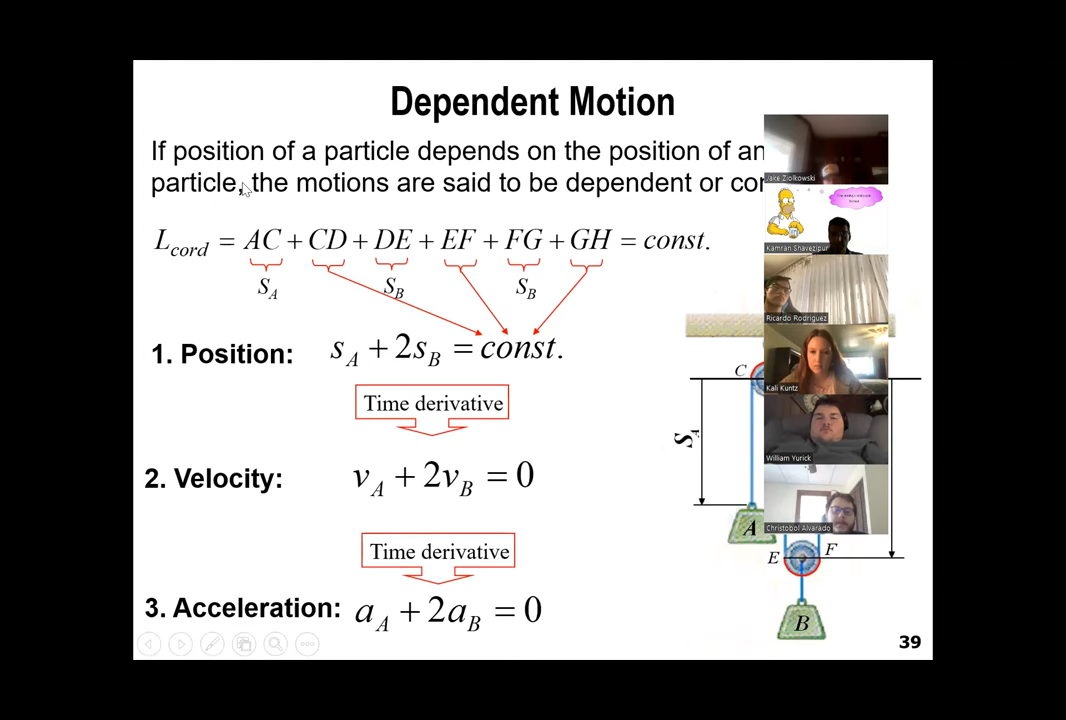 Dependent Motion
If position of a particle depends on the position of an
particle, the motions are said to be dependent or co
L_cord = AC + CD + DE + EF + FG + GH = const.
S_A S_B S_B
1. Position: s_A + 2s_B = const.
Time derivative
2. Velocity: v_A + 2v_B = 0
Time derivative
3. Acceleration: a_A + 2a_B = 0
Jake Ziolkowski
Kamran Shavezipur
Ricardo Rodriguez
Kali Kuntz
William Yurick
Christobol Alvarado
C
S_A
A
E F
B
39